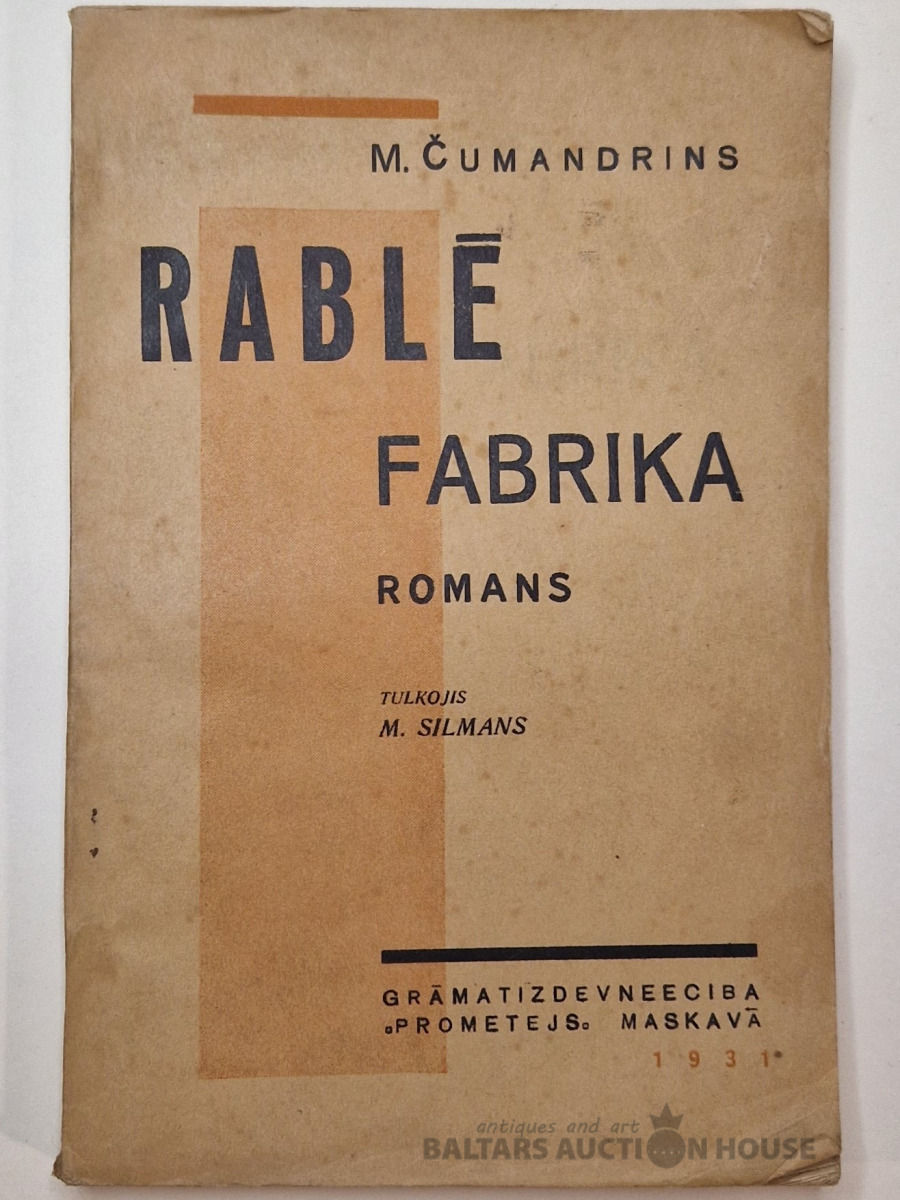 M. ČUMANDRINS
RABLĒ
FABRIKA
ROMANS
TULKOJIS
M. SILMANS
GRĀMATIZDEVNEECIBA
„PROMETEJS„ MASKAVĀ
1931
antiques and art
BALTARS AUCTION HOUSE